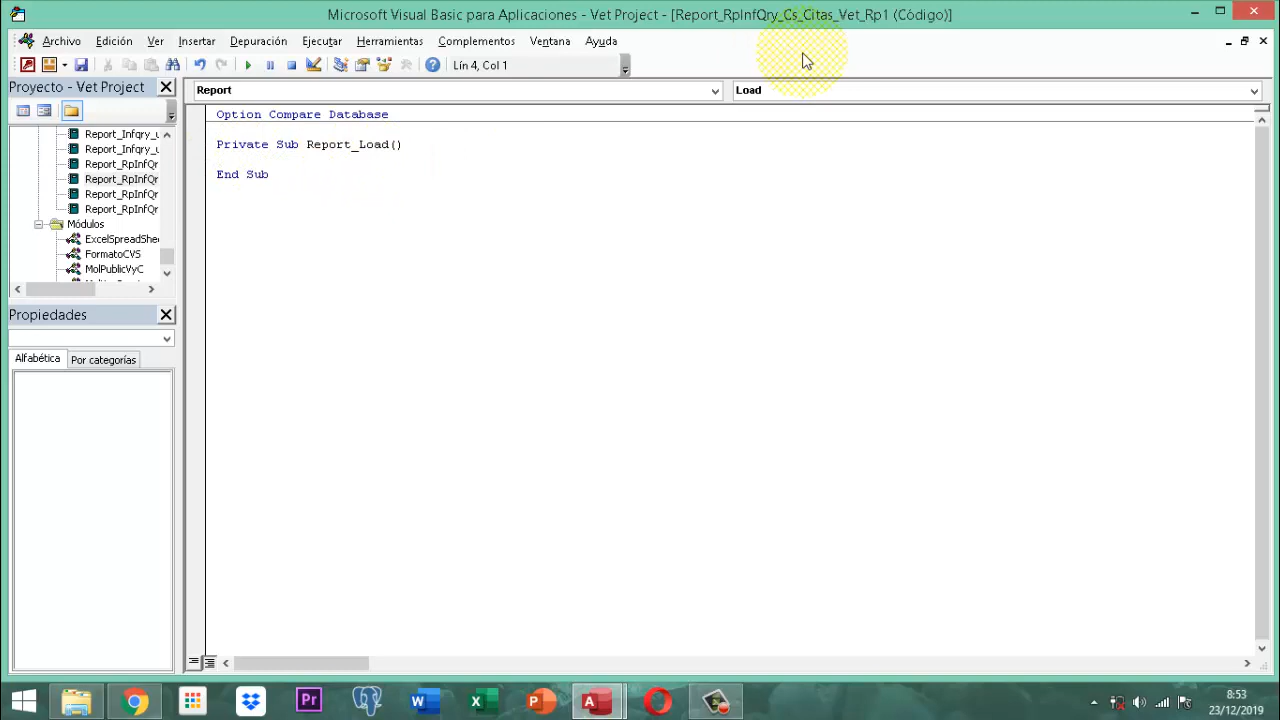 Microsoft Visual Basic para Aplicaciones - Vet Project - [Report_RpInfQry_Cs_Citas_Vet_Rp1 (Código)]
Archivo Edición Ver Insertar Depuración Ejecutar Herramientas Complementos Ventana Ayuda
Lín 4, Col 1
Proyecto - Vet Project
Report
Load
Report_Infqry_u
Report_Infqry_u
Report_RpInfQr
Report_RpInfQr
Report_RpInfQr
Report_RpInfQr
Módulos
ExcelSpreadShe
FormatoCVS
MolPublicVyC
Propiedades
Alfabética
Por categorías
Option Compare Database
Private Sub Report_Load()
End Sub
Pr
W
X
P
A
8:53
23/12/2019